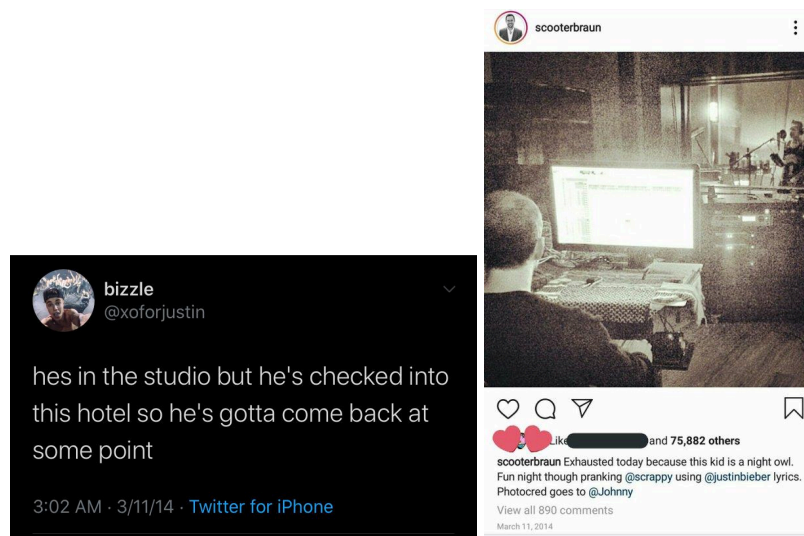 bizzle
@xoforjustin
hes in the studio but he's checked into
this hotel so he's gotta come back at
some point
3:02 AM · 3/11/14 · Twitter for iPhone
scooterbraun
Like and 75,882 others
scooterbraun Exhausted today because this kid is a night owl.
Fun night though pranking @scrappy using @justinbieber lyrics.
Photocred goes to @Johnny
View all 890 comments
March 11, 2014